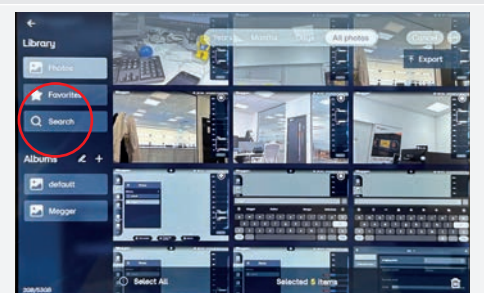 Library
Photos
Favorites
Search
Albums
default
Megger
Years
Months
Days
All photos
Cancel
Export
Select All
Selected 5 items